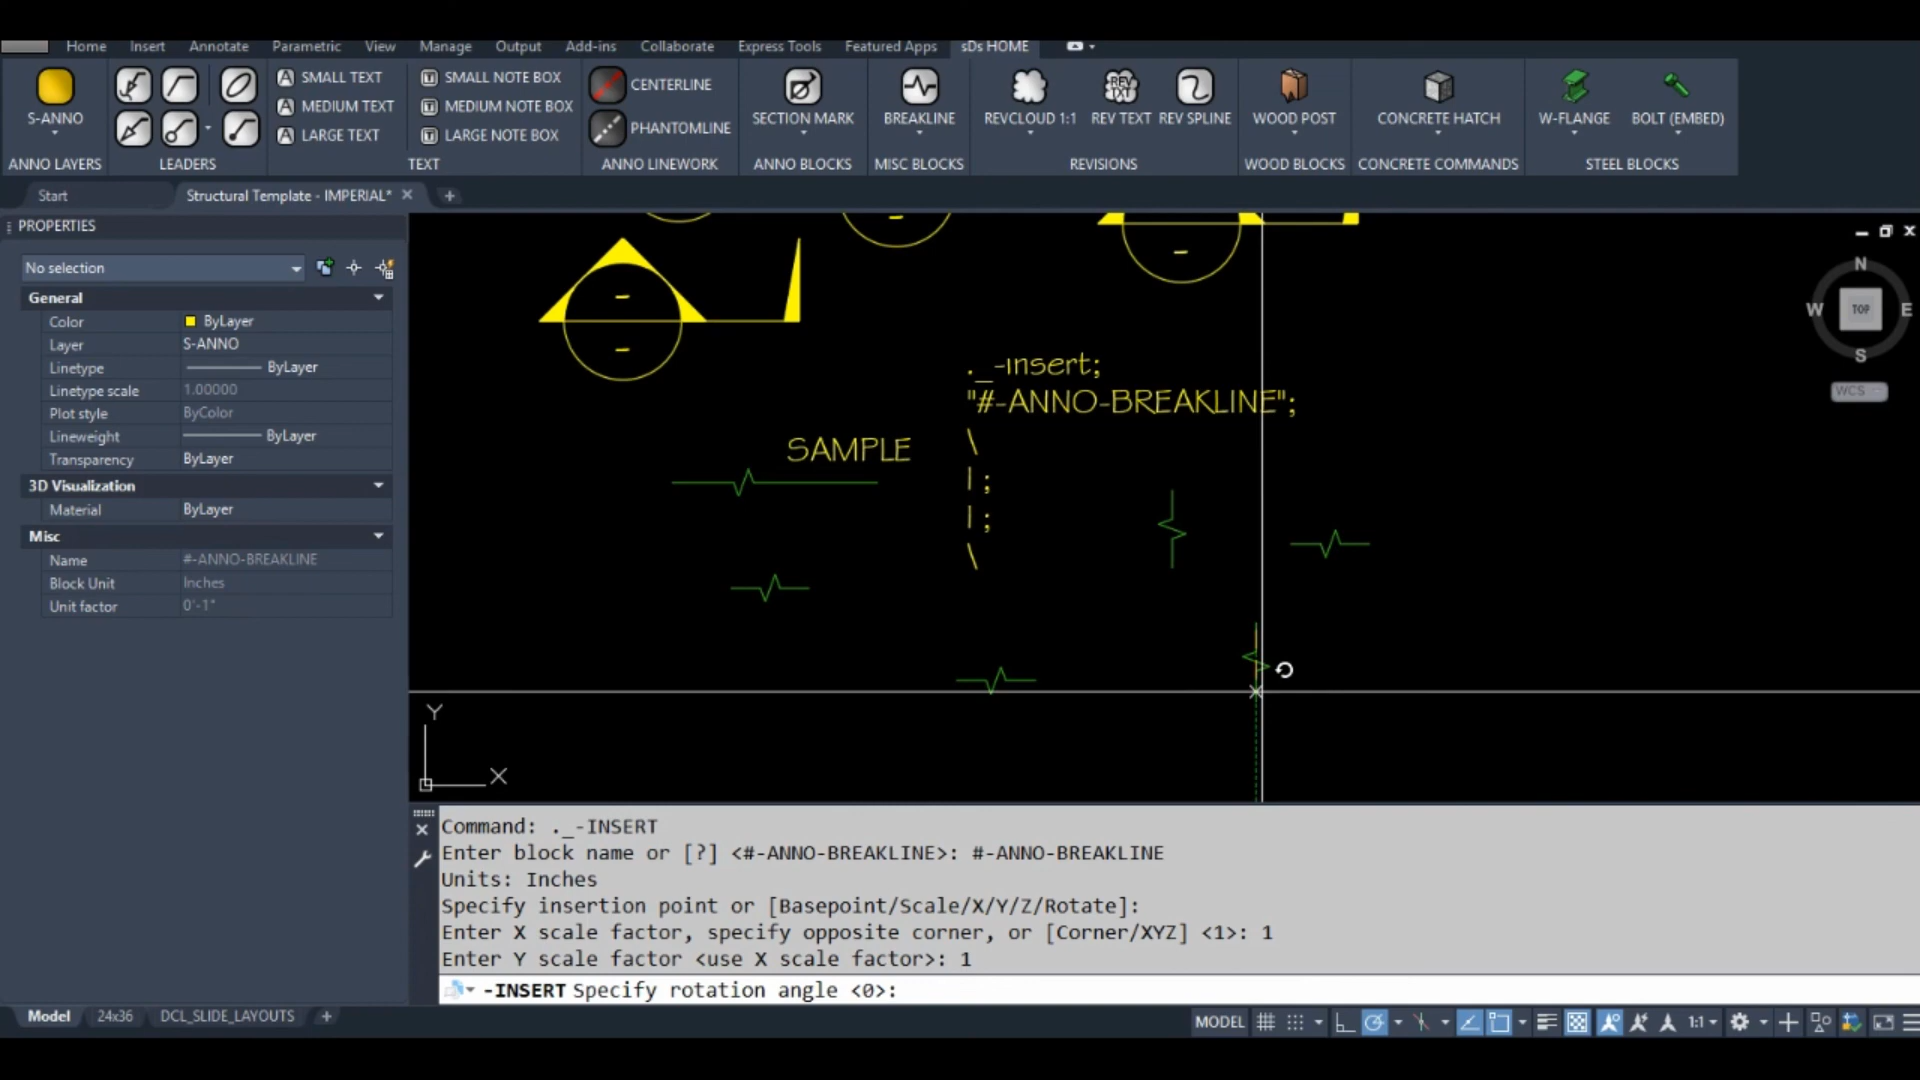 Home Insert Annotate Parametric View Manage Output Add-ins Collaborate Express Tools Featured Apps sDs HOME
SMALL TEXT SMALL NOTE BOX CENTERLINE
MEDIUM TEXT MEDIUM NOTE BOX
LARGE TEXT LARGE NOTE BOX PHANTOMLINE
S-ANNO SECTION MARK BREAKLINE REVCLOUD 1:1 REV TXT REV TEXT REV SPLINE WOOD POST CONCRETE HATCH W-FLANGE BOLT (EMBED)
ANNO LAYERS LEADERS TEXT ANNO LINEWORK ANNO BLOCKS MISC BLOCKS REVISIONS WOOD BLOCKS CONCRETE COMMANDS STEEL BLOCKS
Start Structural Template - IMPERIAL*
PROPERTIES
No selection
General
Color ByLayer
Layer S-ANNO
Linetype ByLayer
Linetype scale 1.00000
Plot style ByColor
Lineweight ByLayer
Transparency ByLayer
3D Visualization
Material ByLayer
Misc
Name #-ANNO-BREAKLINE
Block Unit Inches
Unit factor 0'-1"
._-insert;
"#-ANNO-BREAKLINE";
\
1;
1;
\
SAMPLE
N
W TOP E
S
WCS
Y
X
Command: ._-INSERT
Enter block name or [?] <#-ANNO-BREAKLINE>: #-ANNO-BREAKLINE
Units: Inches
Specify insertion point or [Basepoint/Scale/X/Y/Z/Rotate]:
Enter X scale factor, specify opposite corner, or [Corner/XYZ] <1>: 1
Enter Y scale factor <use X scale factor>: 1
-INSERT Specify rotation angle <0>:
Model 24x36 DCL_SLIDE_LAYOUTS +
MODEL 1:1